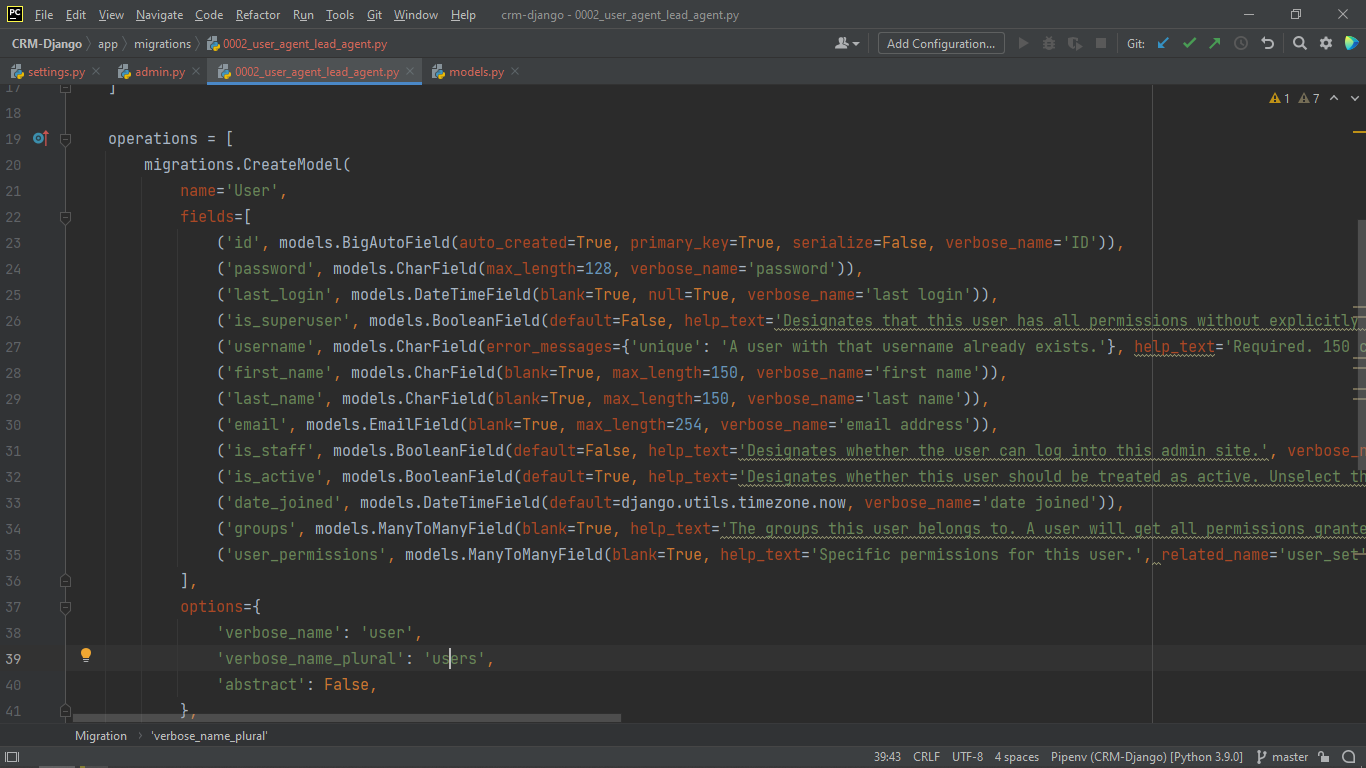 PC File Edit View Navigate Code Refactor Run Tools Git Window Help crm-django - 0002_user_agent_lead_agent.py
CRM-Django app migrations 0002_user_agent_lead_agent.py Add Configuration... Git:
settings.py admin.py 0002_user_agent_lead_agent.py models.py
17 ]
1 7
18
19 operations = [
20 migrations.CreateModel(
21 name='User',
22 fields=[
23 ('id', models.BigAutoField(auto_created=True, primary_key=True, serialize=False, verbose_name='ID')),
24 ('password', models.CharField(max_length=128, verbose_name='password')),
25 ('last_login', models.DateTimeField(blank=True, null=True, verbose_name='last login')),
26 ('is_superuser', models.BooleanField(default=False, help_text='Designates that this user has all permissions without explicitly
27 ('username', models.CharField(error_messages={'unique': 'A user with that username already exists.'}, help_text='Required. 150 c
28 ('first_name', models.CharField(blank=True, max_length=150, verbose_name='first name')),
29 ('last_name', models.CharField(blank=True, max_length=150, verbose_name='last name')),
30 ('email', models.EmailField(blank=True, max_length=254, verbose_name='email address')),
31 ('is_staff', models.BooleanField(default=False, help_text='Designates whether the user can log into this admin site.', verbose_n
32 ('is_active', models.BooleanField(default=True, help_text='Designates whether this user should be treated as active. Unselect th
33 ('date_joined', models.DateTimeField(default=django.utils.timezone.now, verbose_name='date joined')),
34 ('groups', models.ManyToManyField(blank=True, help_text='The groups this user belongs to. A user will get all permissions grante
35 ('user_permissions', models.ManyToManyField(blank=True, help_text='Specific permissions for this user.', related_name='user_set'
36 ],
37 options={
38 'verbose_name': 'user',
39 'verbose_name_plural': 'users',
40 'abstract': False,
41 },
Migration 'verbose_name_plural'
39:43 CRLF UTF-8 4 spaces Pipenv (CRM-Django) [Python 3.9.0] master